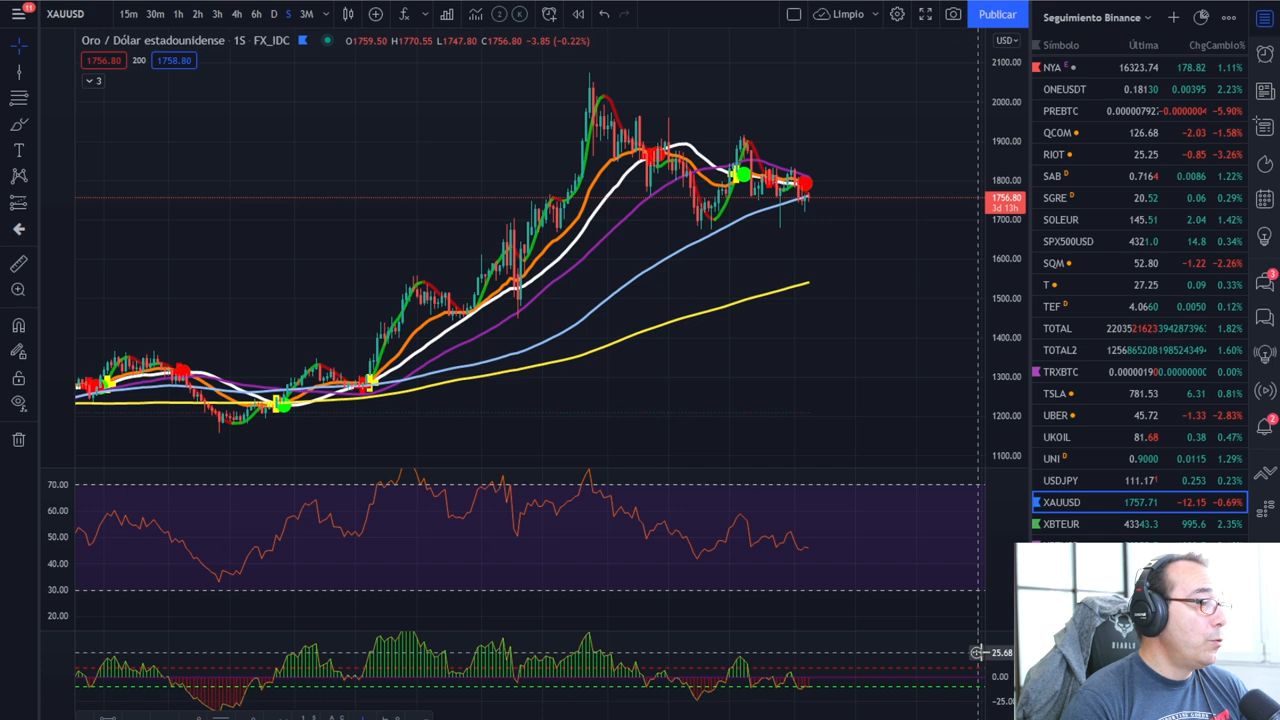 11
XAUUSD 15m 30m 1h 2h 3h 4h 6h D S 3M 2 K Limpio Publicar
Oro / Dólar estadounidense · 1S · FX_IDC O1759.50 H1770.55 L1747.80 C1756.80 -3.85 (-0.22%)
1756.80 200 1758.80
3
USD
2100.00
2000.00
1900.00
1800.00
1756.80
3d 13h
1700.00
1600.00
1500.00
1400.00
1300.00
1200.00
1100.00
70.00
60.00
50.00
40.00
30.00
20.00
25.68
0.00
-25.00
Seguimiento Binance
Símbolo Última Chg Cambio%
NYA E 16323.74 178.82 1.11%
ONEUSDT 0.18130 0.00395 2.23%
PREBTC 0.00000792 -0.0000004 -5.90%
QCOM 126.68 -2.03 -1.58%
RIOT 25.25 -0.85 -3.26%
SAB D 0.7164 0.0086 1.22%
SGRE D 20.52 0.06 0.29%
SOLEUR 145.51 2.04 1.42%
SPX500USD 4321.0 14.8 0.34%
SQM 52.80 -1.22 -2.26%
T 27.25 0.09 0.33%
TEF D 4.0660 0.0050 0.12%
TOTAL 1.82%
TOTAL2 1.60%
TRXBTC 0.00%
TSLA 781.53 6.31 0.81%
UBER 45.72 -1.33 -2.83%
UKOIL 81.68 0.38 0.47%
UNI D 0.9000 0.0115 1.29%
USDJPY 111.171 0.253 0.23%
XAUUSD 1757.71 -12.15 -0.69%
XBTEUR 43343.3 995.6 2.35%
3
2
DIABLO